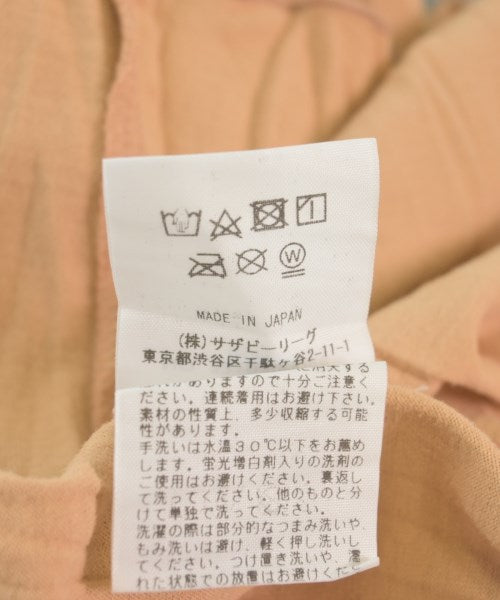 W
MADE IN JAPAN
(株)サザビーリーグ
東京都渋谷区千駄ヶ谷2-11-1
がありますので十分ご注意く
ださい。連続着用はお避け下さい。
素材の性質上、多少収縮する可能
性があります。
手洗いは水温30℃以下をお薦め
します。蛍光増白剤入りの洗剤の
ご使用はお避けください。裏返し
て洗ってください。他のものと分
けて単独で洗ってください。
洗濯の際は部分的なつまみ洗いや、
もみ洗いは避け、軽く押し洗いし
てください。つけ置き洗いや、濡
れた状態での放置はお避けくださ